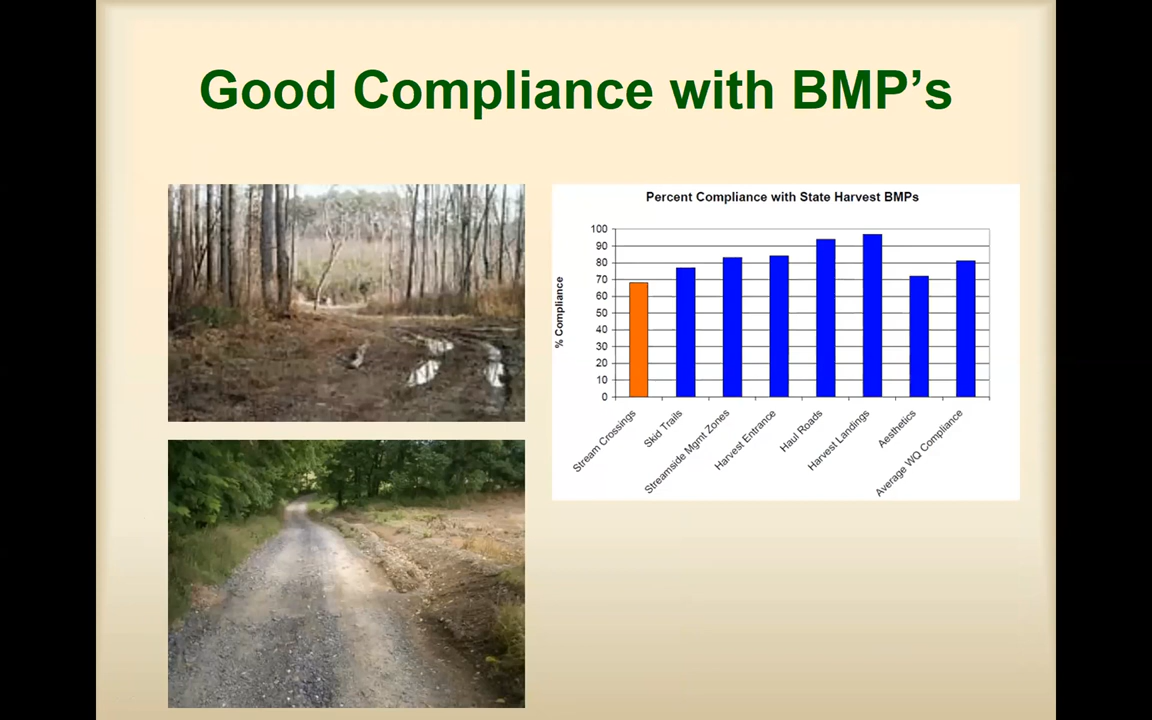 Good Compliance with BMP's
Percent Compliance with State Harvest BMPs
% Compliance
100
90
80
70
60
50
40
30
20
10
0
Stream Crossings
Skid Trails
Streamside Mgmt Zones
Harvest Entrance
Haul Roads
Harvest Landings
Aesthetics
Average WQ Compliance